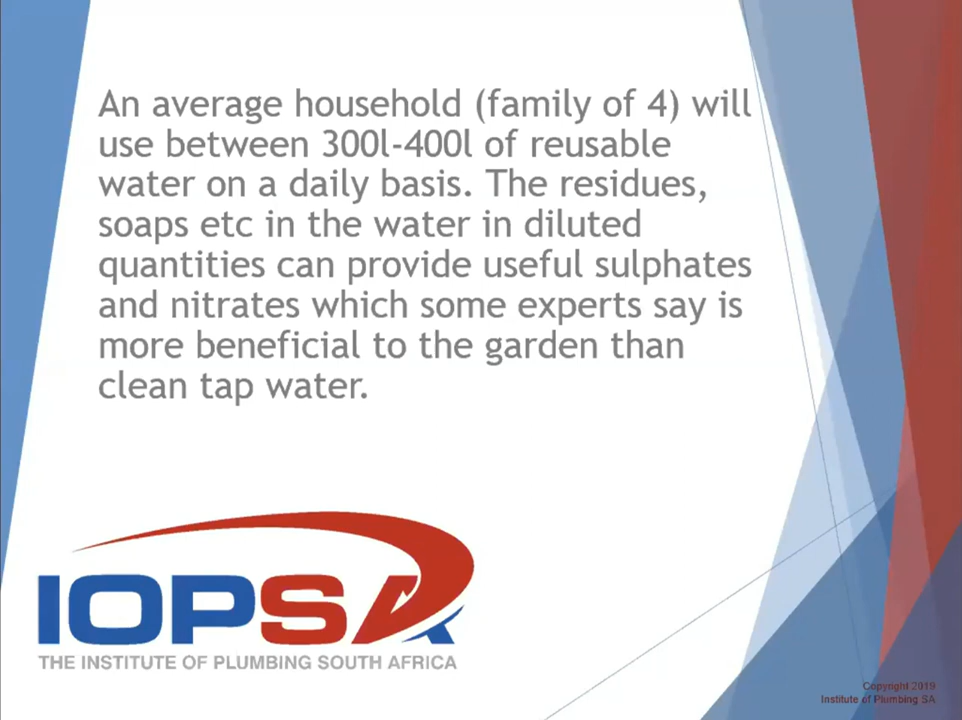 An average household (family of 4) will
use between 300l-400l of reusable
water on a daily basis. The residues,
soaps etc in the water in diluted
quantities can provide useful sulphates
and nitrates which some experts say is
more beneficial to the garden than
clean tap water.
IOPSA
THE INSTITUTE OF PLUMBING SOUTH AFRICA
Copyright 2019
Institute of Plumbing SA